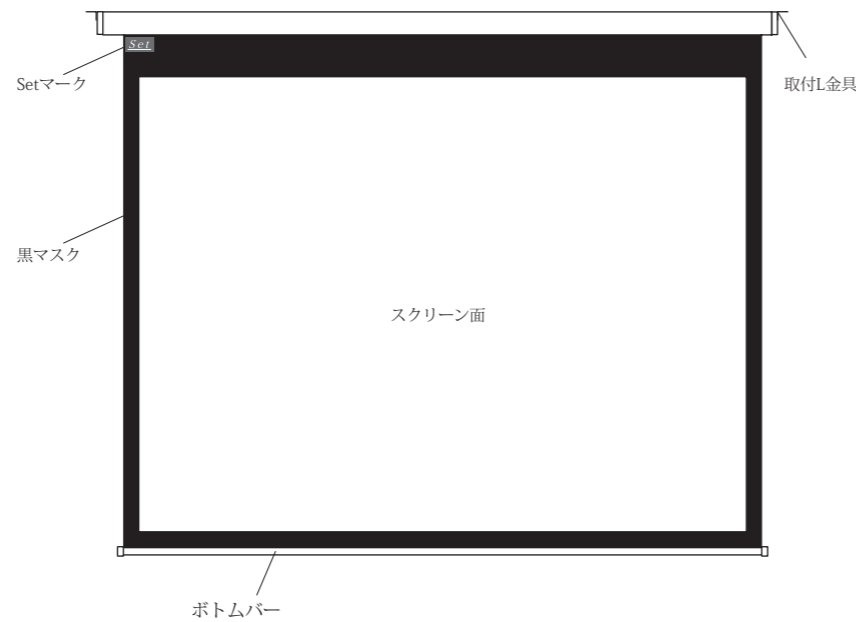 Set
Setマーク
取付L金具
黒マスク
スクリーン面
ボトムバー